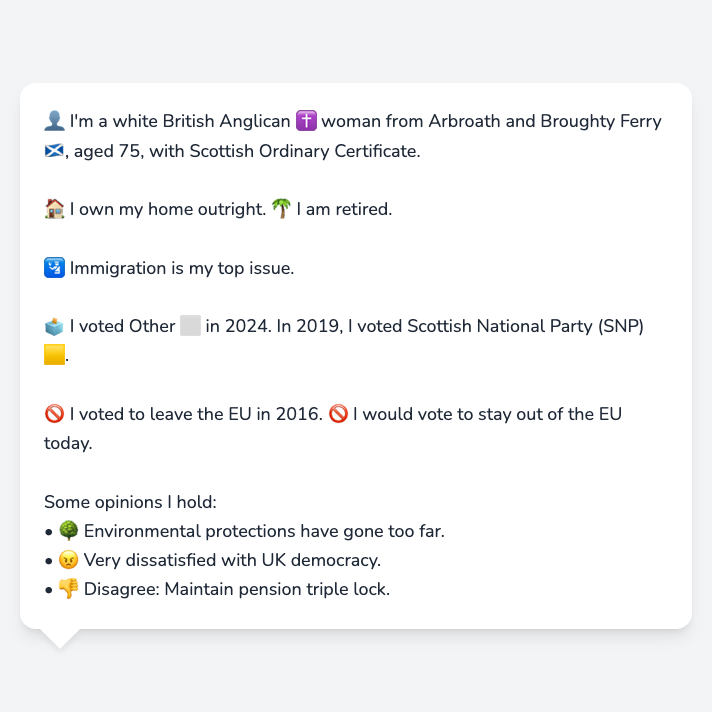 👤 I'm a white British Anglican ✝️ woman from Arbroath and Broughty Ferry
🏴󠁧󠁢󠁳󠁣󠁴󠁿, aged 75, with Scottish Ordinary Certificate.
🏠 I own my home outright. 🌴 I am retired.
🛂 Immigration is my top issue.
🗳️ I voted Other ⬜ in 2024. In 2019, I voted Scottish National Party (SNP)
🟨.
🚫 I voted to leave the EU in 2016. 🚫 I would vote to stay out of the EU
today.
Some opinions I hold:
• 🌳 Environmental protections have gone too far.
• 😠 Very dissatisfied with UK democracy.
• 👎 Disagree: Maintain pension triple lock.